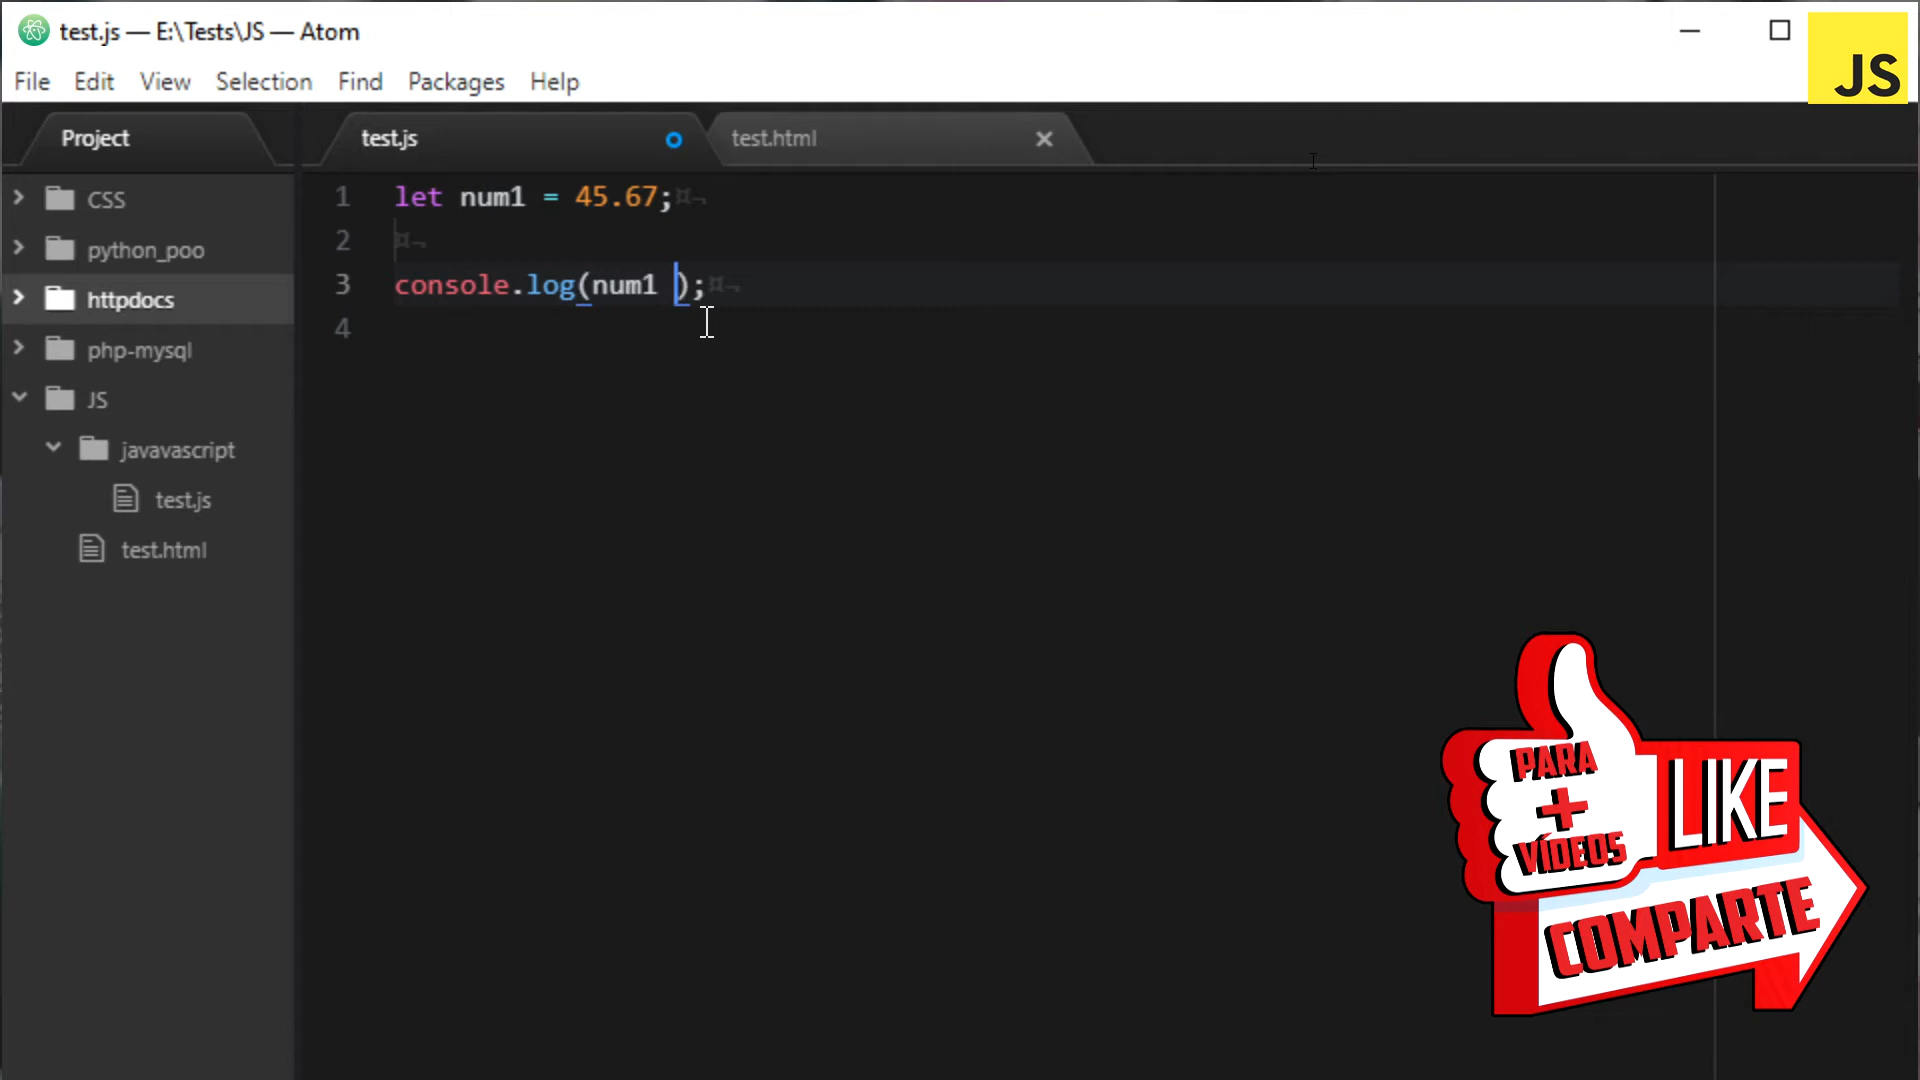 test.js — E:\Tests\JS — Atom
JS
File Edit View Selection Find Packages Help
Project
test.js
test.html
CSS
python_poo
httpdocs
php-mysql
JS
javavascript
test.js
test.html
1 let num1 = 45.67;
2
3 console.log(num1 );
4
PARA
+
VÍDEOS
LIKE
COMPARTE